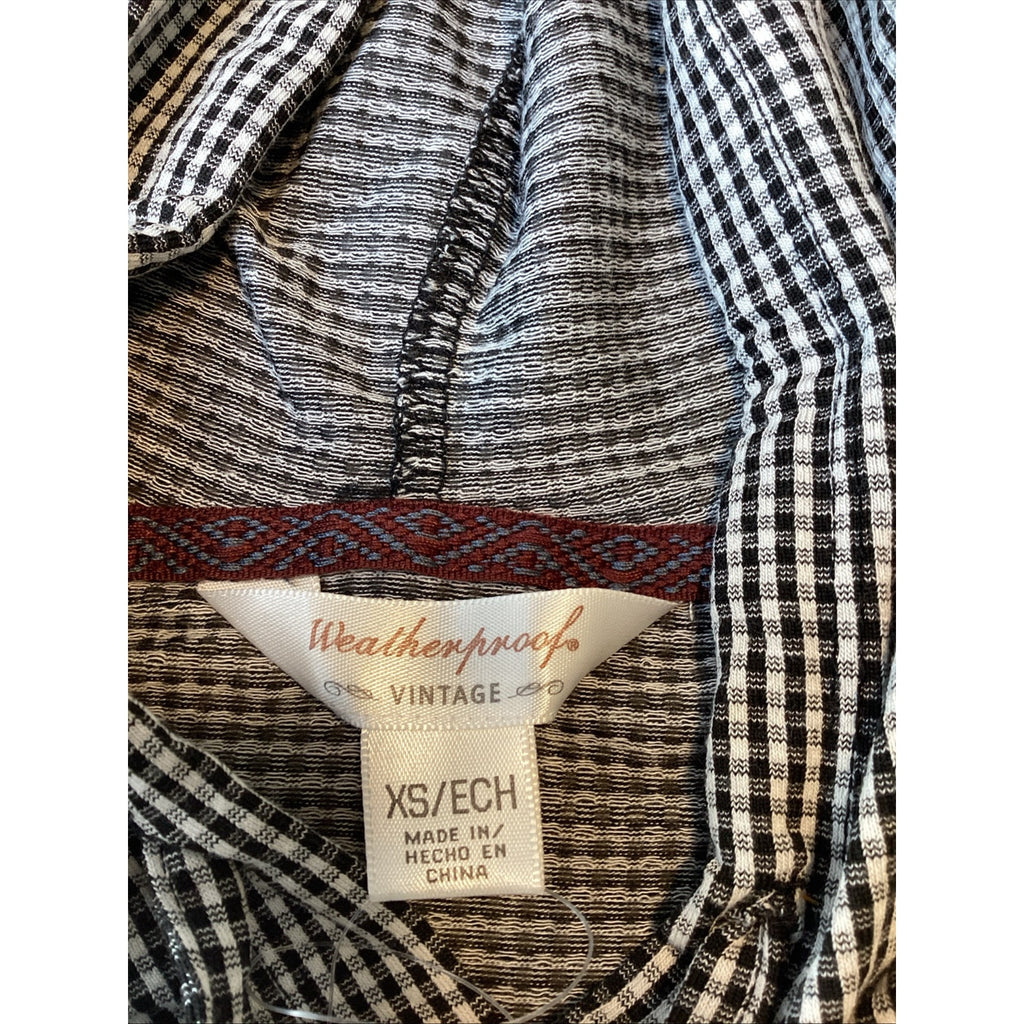 Weatherproof®
VINTAGE
XS/ECH
MADE IN/
HECHO EN
CHINA